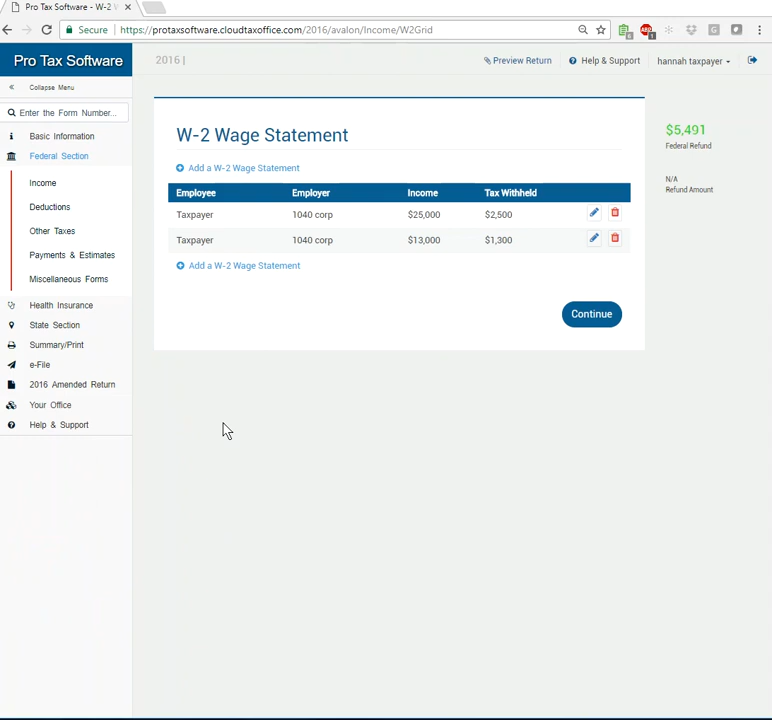 Pro Tax Software - W-2 W
Secure https://protaxsoftware.cloudtaxoffice.com/2016/avalon/Income/W2Grid
Pro Tax Software
2016 |
Preview Return
Help & Support
hannah taxpayer
Collapse Menu
Enter the Form Number...
Basic Information
Federal Section
Income
Deductions
Other Taxes
Payments & Estimates
Miscellaneous Forms
Health Insurance
State Section
Summary/Print
e-File
2016 Amended Return
Your Office
Help & Support
W-2 Wage Statement
Add a W-2 Wage Statement
Employee Employer Income Tax Withheld
Taxpayer 1040 corp $25,000 $2,500
Taxpayer 1040 corp $13,000 $1,300
Add a W-2 Wage Statement
Continue
$5,491
Federal Refund
N/A
Refund Amount